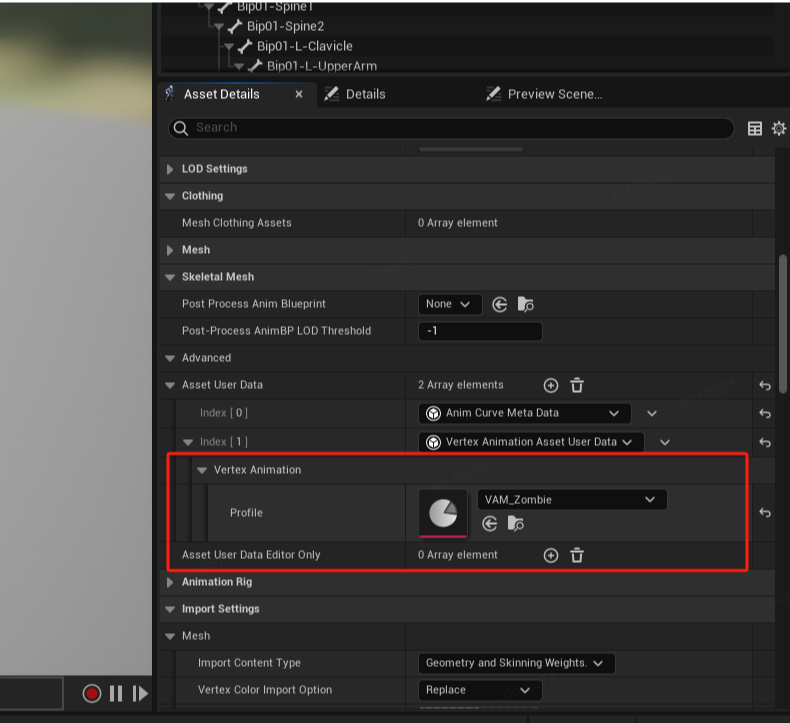 Bip01-Spine1
Bip01-Spine2
Bip01-L-Clavicle
Bip01-L-UpperArm
Asset Details
Details
Preview Scene...
Search
LOD Settings
Clothing
Mesh Clothing Assets 0 Array element
Mesh
Skeletal Mesh
Post Process Anim Blueprint None
Post-Process AnimBP LOD Threshold -1
Advanced
Asset User Data 2 Array elements
Index [ 0 ] Anim Curve Meta Data
Index [ 1 ] Vertex Animation Asset User Data
Vertex Animation
Profile VAM_Zombie
Asset User Data Editor Only 0 Array element
Animation Rig
Import Settings
Mesh
Import Content Type Geometry and Skinning Weights.
Vertex Color Import Option Replace